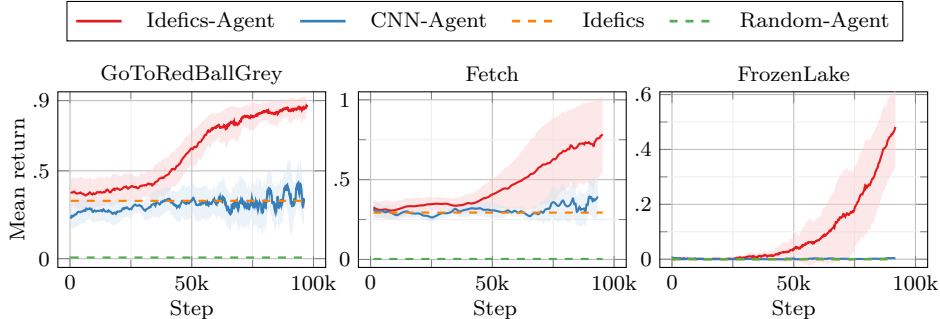 Idefics-Agent CNN-Agent Idefics Random-Agent
GoToRedBallGrey Fetch FrozenLake
Mean return
.9
.5
0
0 50k 100k
Step
1
.5
0
0 50k 100k
Step
.6
.4
.2
0
0 50k 100k
Step